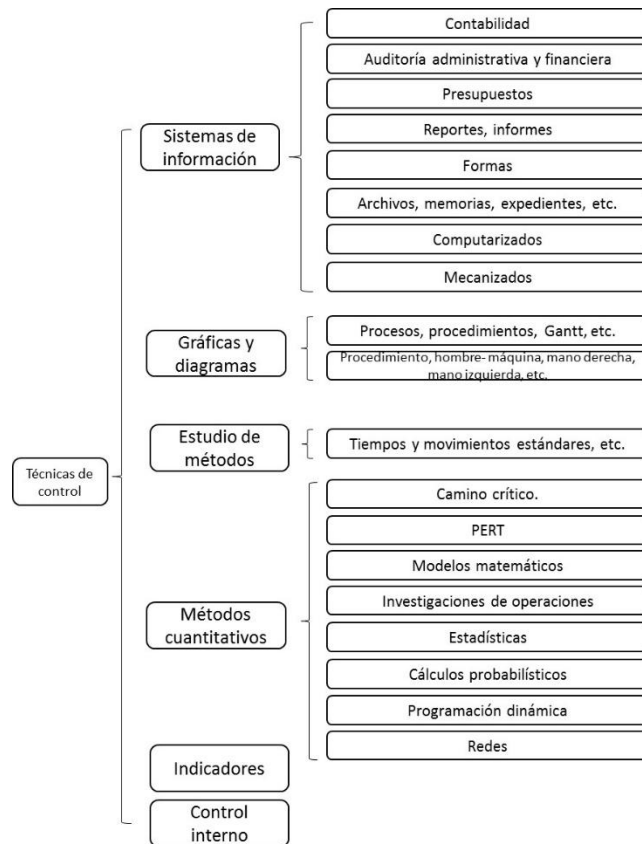 Técnicas de
control
Sistemas de
información
Contabilidad
Auditoría administrativa y financiera
Presupuestos
Reportes, informes
Formas
Archivos, memorias, expedientes, etc.
Computarizados
Mecanizados
Gráficas y
diagramas
Procesos, procedimientos, Gantt, etc.
Procedimiento, hombre- máquina, mano derecha,
mano izquierda, etc.
Estudio de
métodos
Tiempos y movimientos estándares, etc.
Métodos
cuantitativos
Camino crítico.
PERT
Modelos matemáticos
Investigaciones de operaciones
Estadísticas
Cálculos probabilísticos
Programación dinámica
Redes
Indicadores
Control
interno